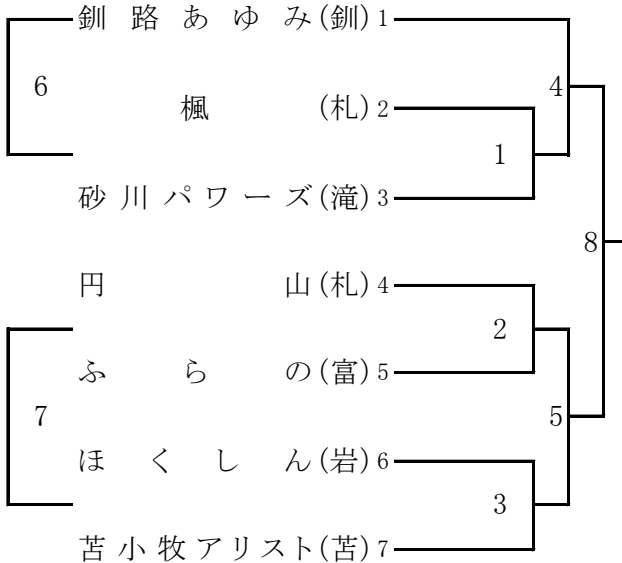 釧路あゆみ(釧)1
6
4
楓(札)2
1
砂川パワーズ(滝)3
8
円山(札)4
2
ふらの(富)5
7
5
ほくしん(岩)6
3
苫小牧アリスト(苫)7